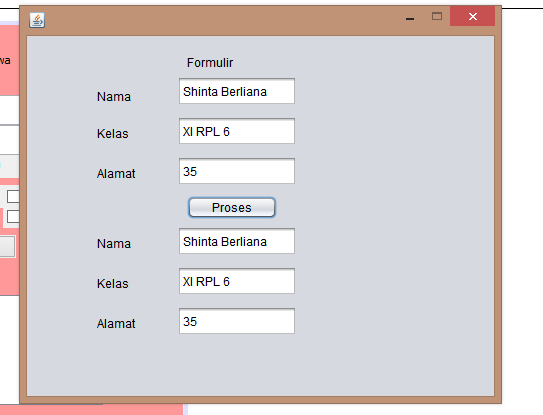 wa
Formulir
Nama Shinta Berliana
Kelas XI RPL 6
Alamat 35
Proses
Nama Shinta Berliana
Kelas XI RPL 6
Alamat 35